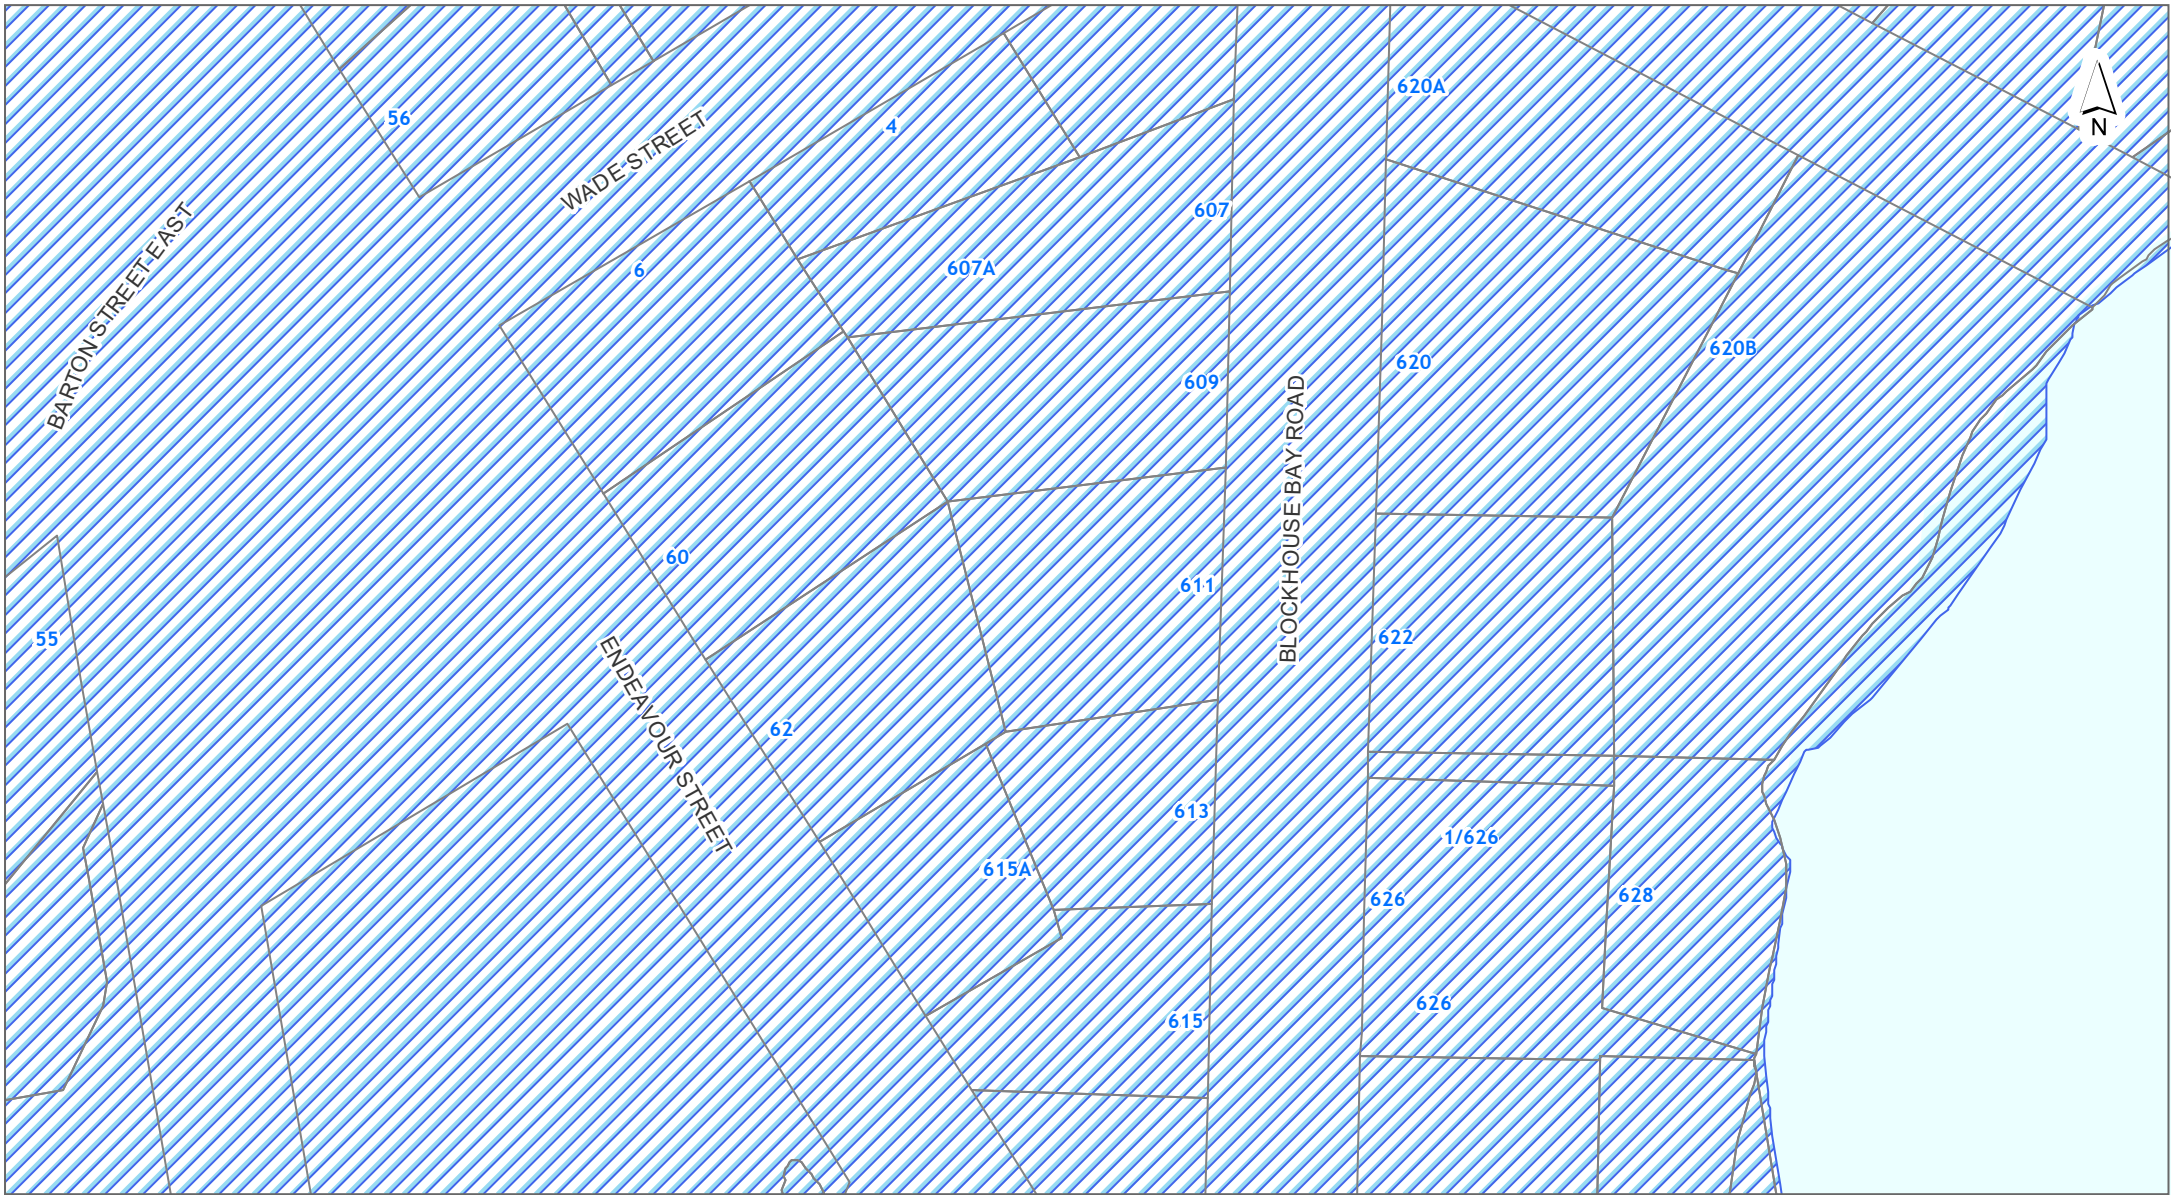 620A
56
4
N
WADE STREET
607
BARTON STREET EAST
6
607A
620B
620
609
BLOCKHOUSE BAY ROAD
60
611
622
55
ENDEAVOUR STREET
62
613
1/626
615A
628
626
626
615